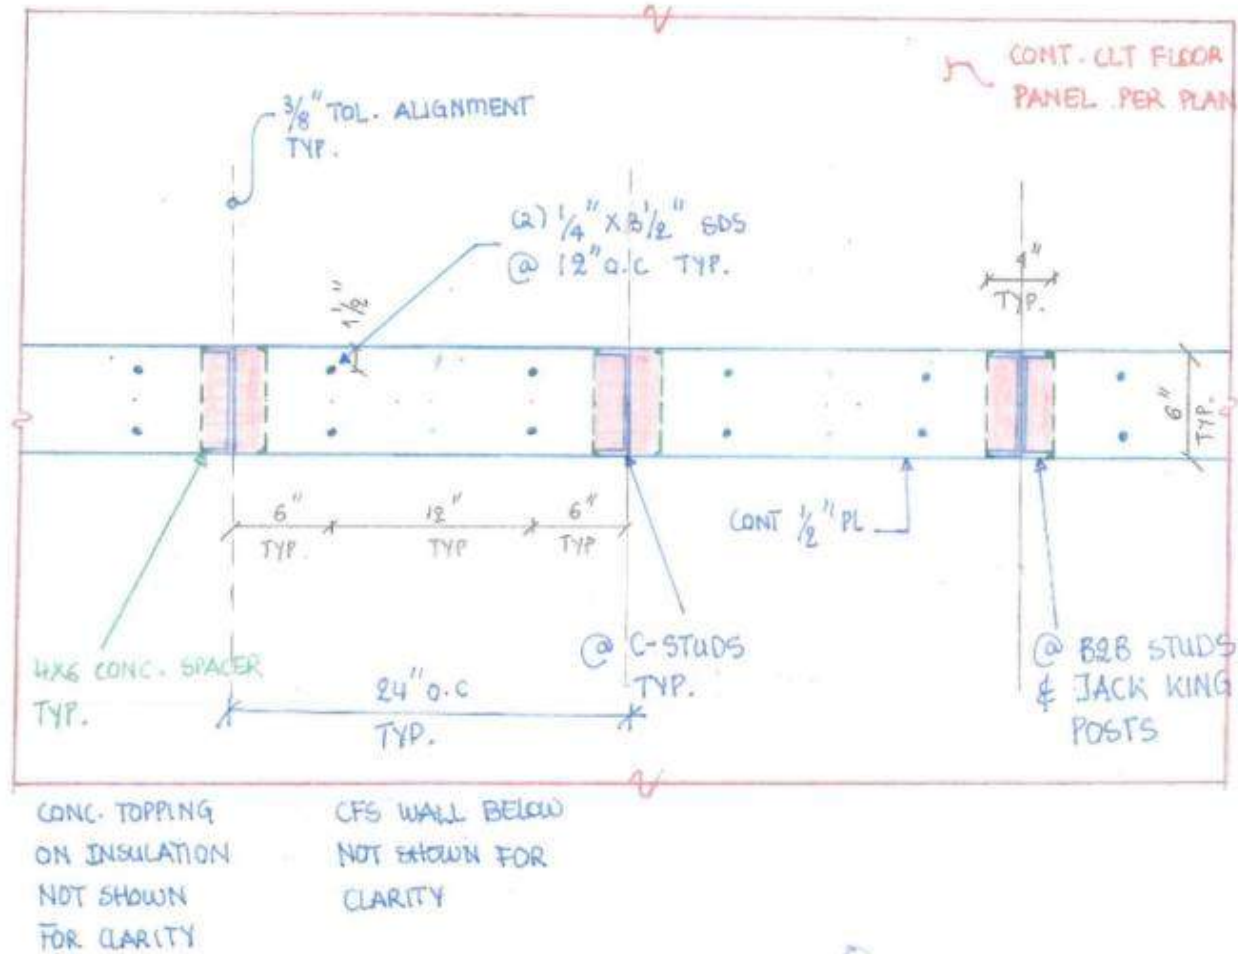 CONT. CLT FLOOR
PANEL PER PLAN
3/8" TOL. ALIGNMENT
TYP.
(2) 1/4" X 3 1/2" SDS
@ 12" O.C TYP.
1 1/2"
4"
TYP.
6"
TYP.
6"
TYP.
12"
TYP
6"
TYP
CONT 1/2" PL
4X6 CONC. SPACER
TYP.
@ C-STUDS
TYP.
@ B2B STUDS
& JACK KING
POSTS
24" O.C
TYP.
CONC. TOPPING
ON INSULATION
NOT SHOWN
FOR CLARITY
CFS WALL BELOW
NOT SHOWN FOR
CLARITY